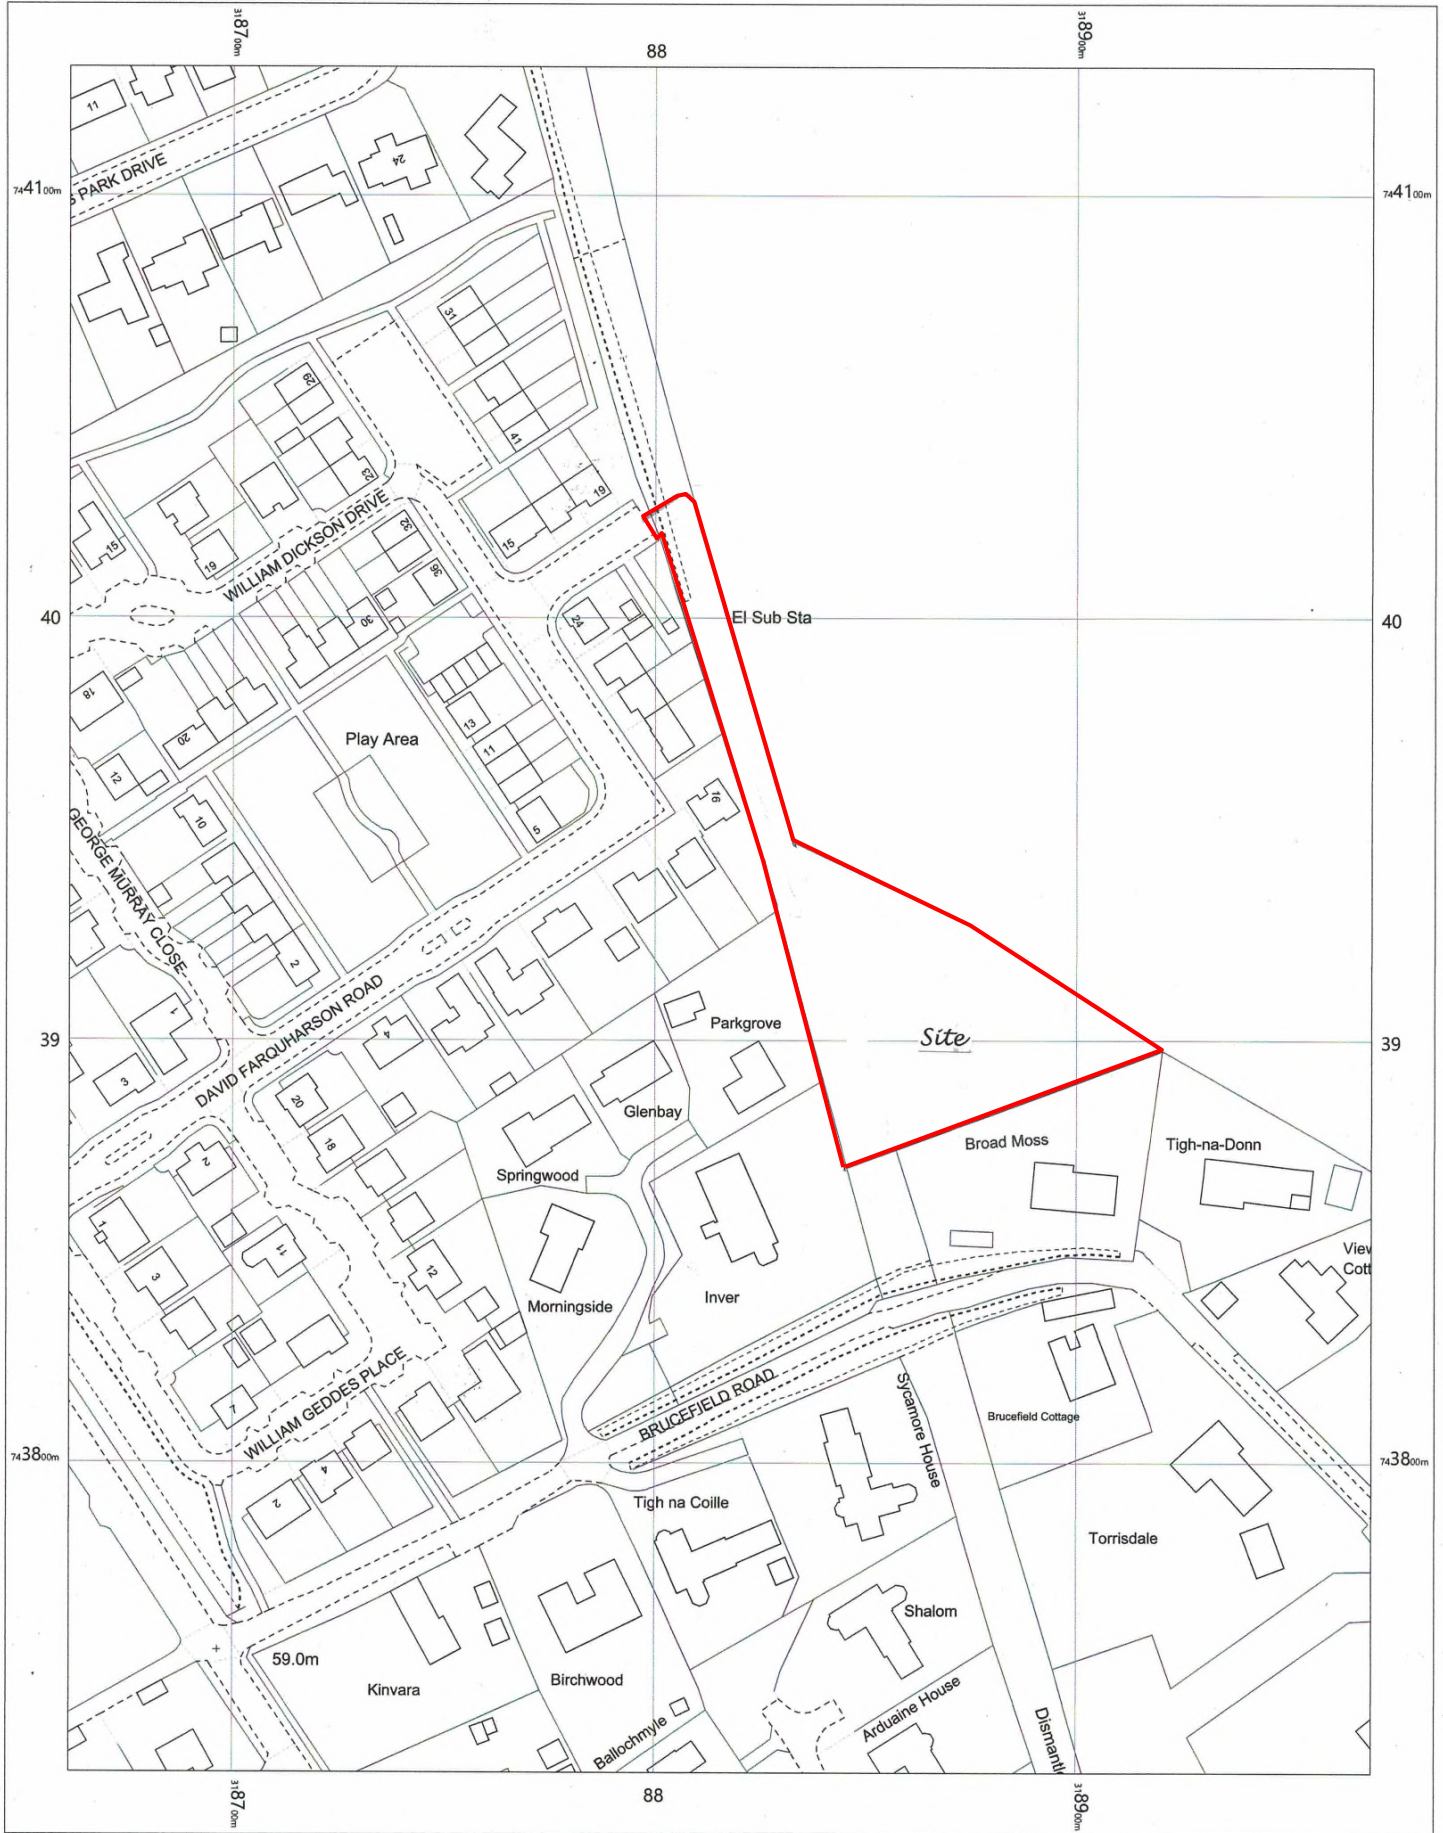 3187 00m
88
3189 00m
11
S PARK DRIVE
24
7441 00m
7441 00m
31
29
41
23
19
15
32
15
19
WILLIAM DICKSON DRIVE
36
30
24
El Sub Sta
40
40
18
20
13
11
Play Area
12
16
10
5
GEORGE MURRAY CLOSE
2
1
4
DAVID FARQUHARSON ROAD
Parkgrove
Site
39
39
3
20
18
Glenbay
Broad Moss
Tigh-na-Donn
2
Springwood
1
11
3
12
View
Cott
Morningside
Inver
7
WILLIAM GEDDES PLACE
BRUCEFIELD ROAD
Sycamore House
Brucefield Cottage
7438 00m
7438 00m
4
2
Tigh na Coille
Torrisdale
Shalom
59.0m
Kinvara
Birchwood
Arduaine House
Ballochmyle
Dismantl
3187 00m
88
3189 00m